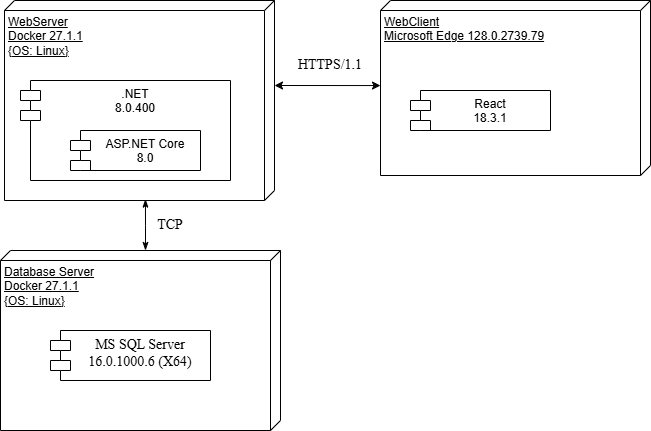 WebServer
Docker 27.1.1
{OS: Linux}
.NET
8.0.400
ASP.NET Core
8.0
HTTPS/1.1
WebClient
Microsoft Edge 128.0.2739.79
React
18.3.1
TCP
Database Server
Docker 27.1.1
{OS: Linux}
MS SQL Server
16.0.1000.6 (X64)